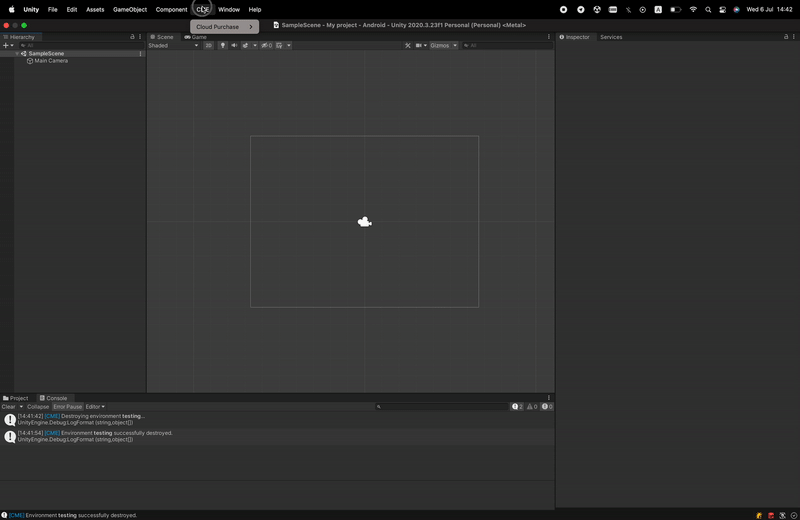 Unity File Edit Assets GameObject Component CME Window Help A Wed 6 Jul 14:42
Cloud Purchase
SampleScene - My project - Android - Unity 2020.3.23f1 Personal (Personal) <Metal>
Hierarchy
All
SampleScene
Main Camera
Scene Game
Shaded 2D 0 Gizmos All
Inspector Services
Project Console
Clear Collapse Error Pause Editor 2 0 0
[14:41:42] [CME] Destroying environment testing...
UnityEngine.Debug:LogFormat (string,object[])
[14:41:54] [CME] Environment testing successfully destroyed.
UnityEngine.Debug:LogFormat (string,object[])
[CME] Environment testing successfully destroyed.